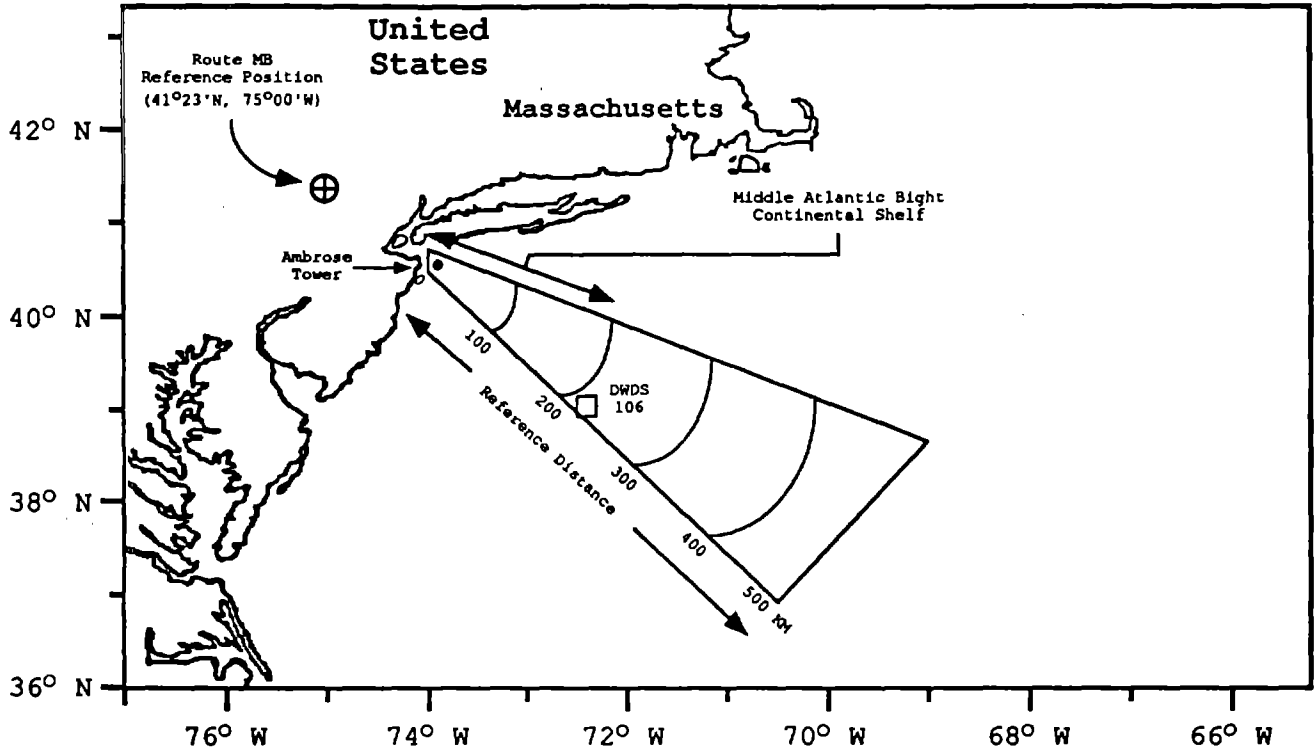 United
States
Route MB
Reference Position
(41°23'N, 75°00'W)
Massachusetts
42° N
Middle Atlantic Bight
Continental Shelf
Ambrose
Tower
40° N
100
200
DWDS
106
Reference Distance
300
38° N
400
500 KM
36° N
76° W
74° W
72° W
70° W
68° W
66° W